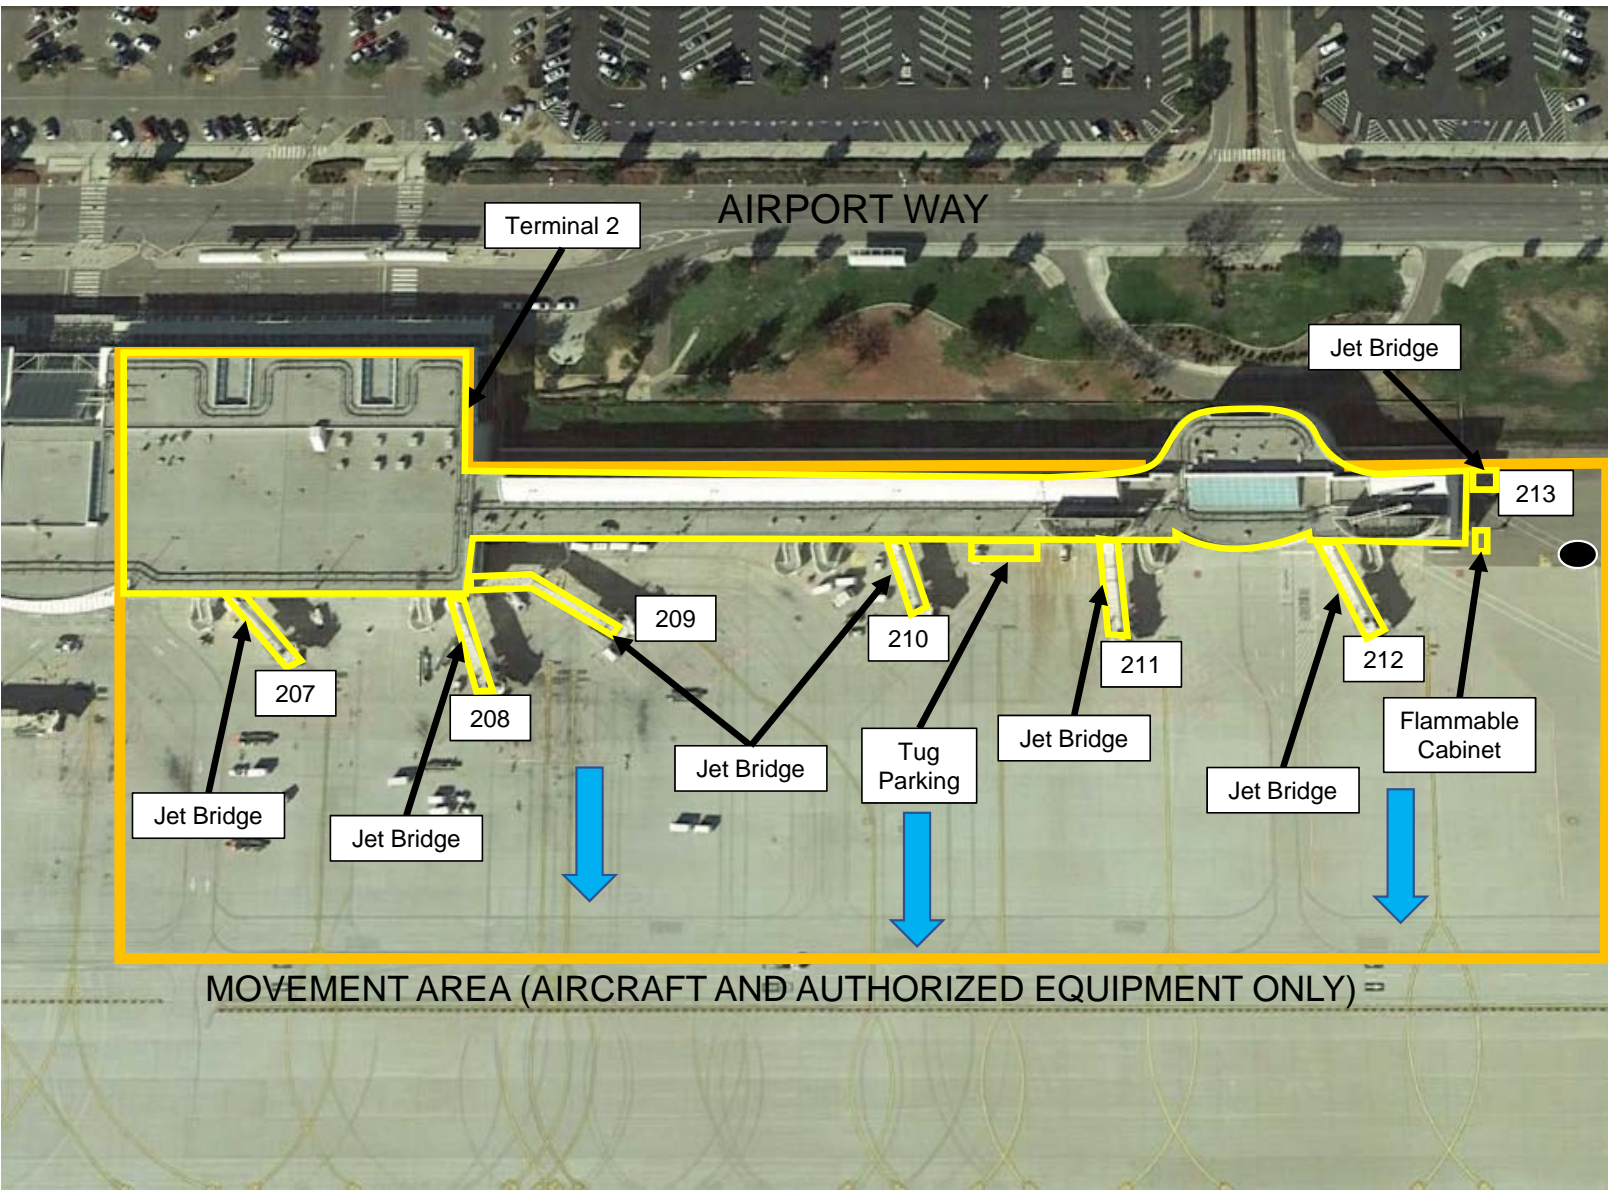 AIRPORT WAY
Terminal 2
Jet Bridge
213
209
210
211
212
207
208
Jet Bridge
Tug
Parking
Jet Bridge
Jet Bridge
Flammable
Cabinet
Jet Bridge
Jet Bridge
MOVEMENT AREA (AIRCRAFT AND AUTHORIZED EQUIPMENT ONLY)